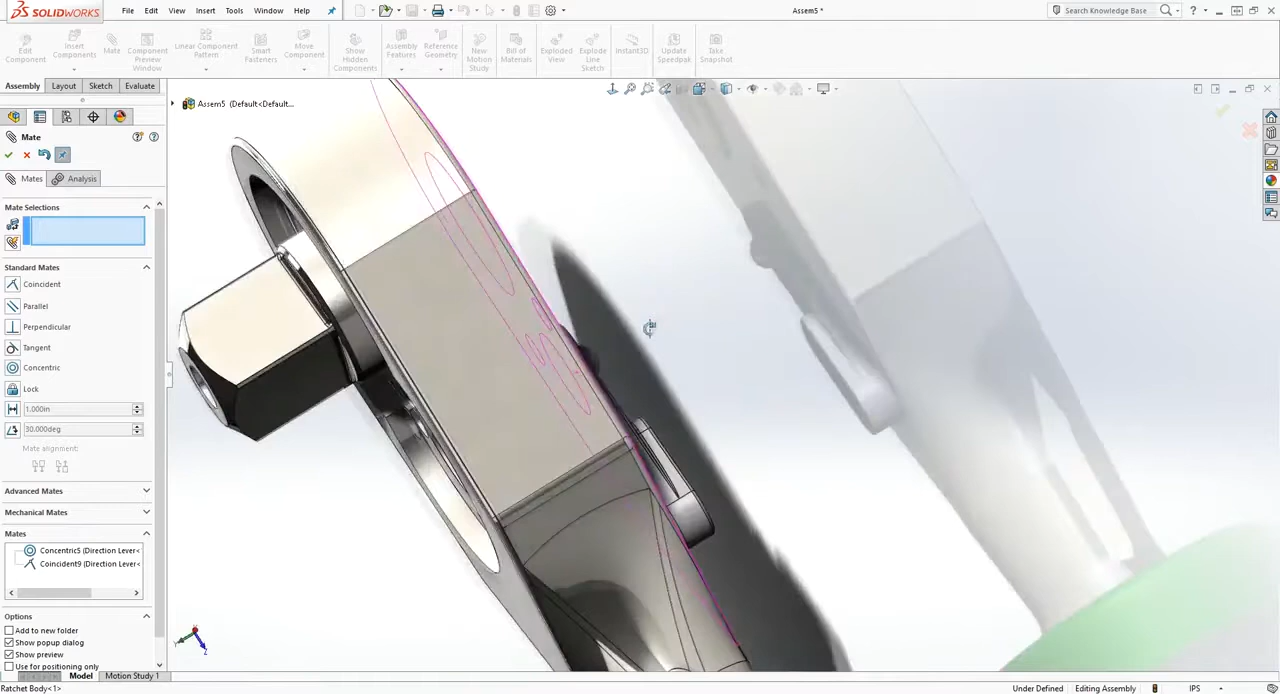 SOLIDWORKS
File Edit View Insert Tools Window Help
Assem5 *
Search Knowledge Base
Edit Component
Insert Components
Mate
Component Preview Window
Linear Component Pattern
Smart Fasteners
Move Component
Show Hidden Components
Assembly Features
Reference Geometry
New Motion Study
Bill of Materials
Exploded View
Explode Line Sketch
Instant3D
Update Speedpak
Take Snapshot
Assembly Layout Sketch Evaluate
Assem5 (Default<Default...
Mate
Mates Analysis
Mate Selections
Standard Mates
Coincident
Parallel
Perpendicular
Tangent
Concentric
Lock
1.000in
30.000deg
Mate alignment:
Advanced Mates
Mechanical Mates
Mates
Concentric5 (Direction Lever<
Coincident9 (Direction Lever<
Options
Add to new folder
Show popup dialog
Show preview
Use for positioning only
Model Motion Study 1
Ratchet Body<1>
Under Defined Editing Assembly IPS